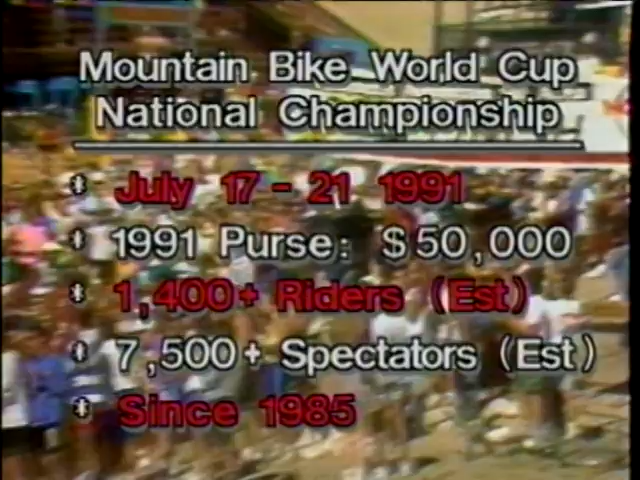 Mountain Bike World Cup
National Championship
* July 17 - 21 1991
* 1991 Purse: $50,000
* 1,400+ Riders (Est)
* 7,500+ Spectators (Est)
* Since 1985